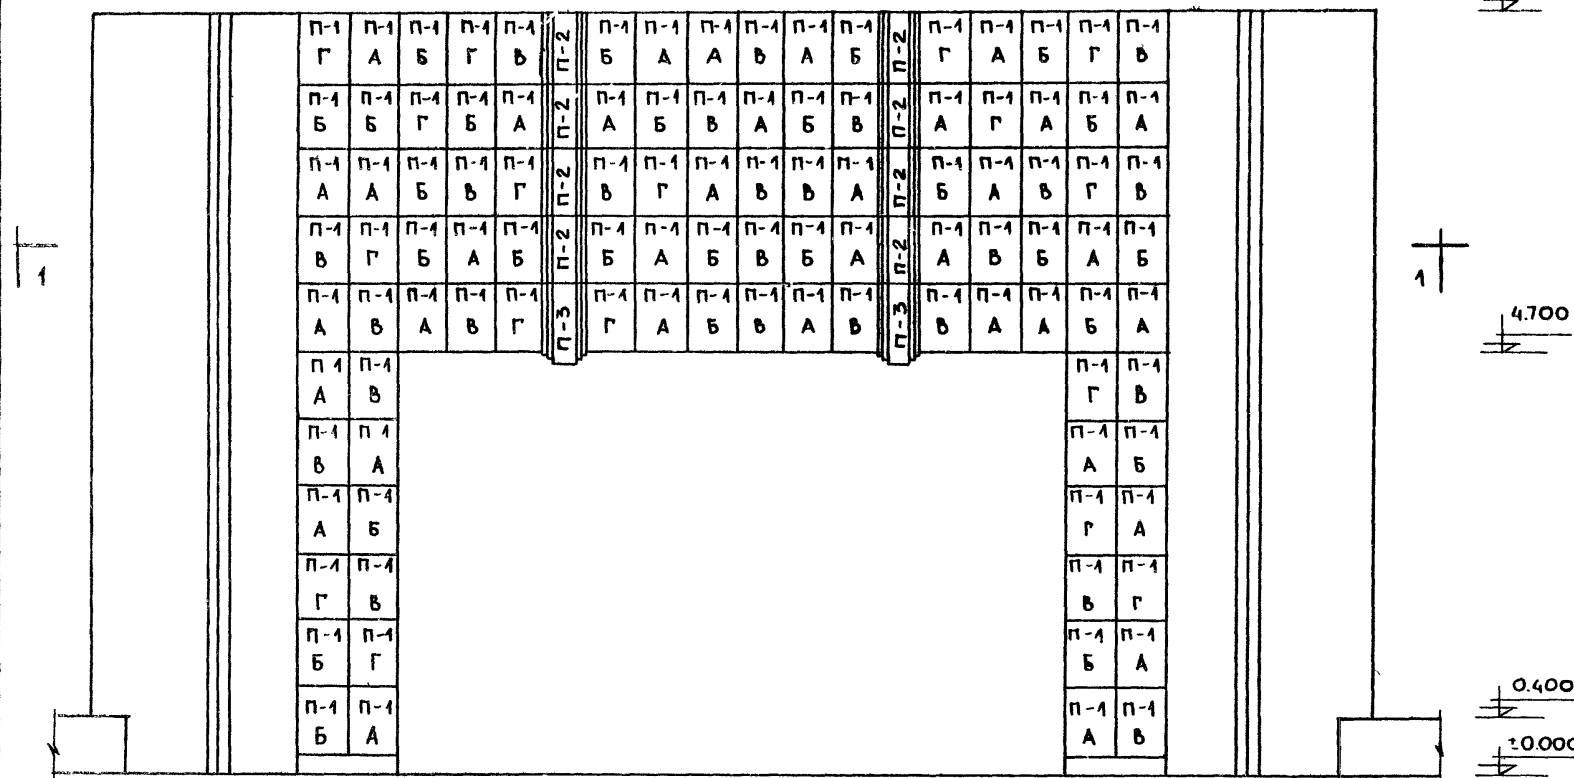 П-1 П-1 П-1 П-1 П-1 П-2 П-1 П-1 П-1 П-1 П-1 П-1 П-2 П-1 П-1 П-1 П-1 П-1
Г А Б Г В Б А А В А Б Г А Б Г В
П-1 П-1 П-1 П-1 П-1 П-2 П-1 П-1 П-1 П-1 П-1 П-1 П-2 П-1 П-1 П-1 П-1 П-1
Б Б Г Б А А Б В А Б В А Г А Б А
П-1 П-1 П-1 П-1 П-1 П-2 П-1 П-1 П-1 П-1 П-1 П-1 П-2 П-1 П-1 П-1 П-1 П-1
А А Б В Г В Г А В В А Б А В Г В
П-1 П-1 П-1 П-1 П-1 П-2 П-1 П-1 П-1 П-1 П-1 П-1 П-2 П-1 П-1 П-1 П-1 П-1
В Г Б А Б Б А Б В Б А А В Б А Б
1 1
П-1 П-1 П-1 П-1 П-1 П-3 П-1 П-1 П-1 П-1 П-1 П-1 П-3 П-1 П-1 П-1 П-1 П-1
А В А В Г Г А Б В А В В А А Б А
4.700
П 1 П-1 П-1 П-1
А В Г В
П-1 П 1 П-1 П-1
В А А Б
П-1 П-1 П-1 П-1
А Б Г А
П-1 П-1 П-1 П-1
Г В В Г
П-1 П-1 П-1 П-1
Б Г Б А
П-1 П-1 П-1 П-1
Б А А В
0.400
±0.000